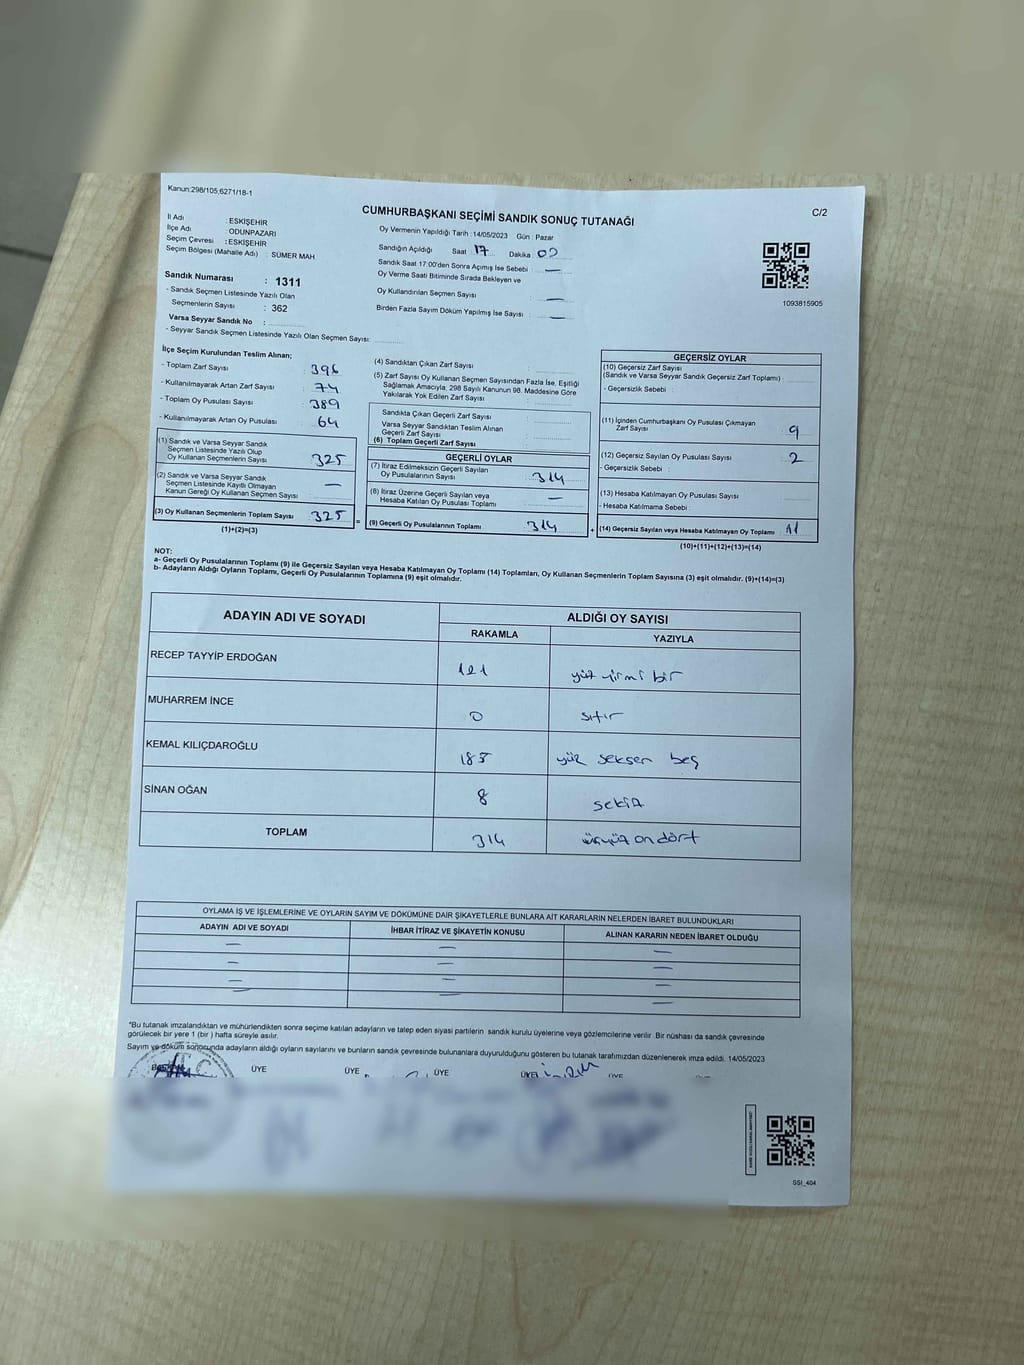 Kanun:298/105,6271/18-1
CUMHURBAŞKANI SEÇİMİ SANDIK SONUÇ TUTANAĞI
C/2
İl Adı : ESKİŞEHİR
İlçe Adı : ODUNPAZARI
Seçim Çevresi : ESKİŞEHİR
Seçim Bölgesi (Mahalle Adı) : SÜMER MAH
Oy Vermenin Yapıldığı Tarih :14/05/2023 Gün : Pazar
Sandığın Açıldığı Saat : 17 Dakika : 00
Sandık Saat 17:00'den Sonra Açımış İse Sebebi : —
Oy Verme Saati Bitiminde Sırada Bekleyen ve
Oy Kullandırılan Seçmen Sayısı : —
Birden Fazla Sayım Döküm Yapılmış İse Sayısı : —
1093815905
Sandık Numarası : 1311
- Sandık Seçmen Listesinde Yazılı Olan
Seçmenlerin Sayısı : 362
Varsa Seyyar Sandık No :
- Seyyar Sandık Seçmen Listesinde Yazılı Olan Seçmen Sayısı:
İlçe Seçim Kurulundan Teslim Alınan;
- Toplam Zarf Sayısı : 396
- Kullanılmayarak Artan Zarf Sayısı : 74
- Toplam Oy Pusulası Sayısı : 389
- Kullanılmayarak Artan Oy Pusulası : 64
(1) Sandık ve Varsa Seyyar Sandık
Seçmen Listesinde Yazılı Olup
Oy Kullanan Seçmenlerin Sayısı : 325
(2) Sandık ve Varsa Seyyar Sandık
Seçmen Listesinde Kayıtlı Olmayan
Kanun Gereği Oy Kullanan Seçmen Sayısı : —
(3) Oy Kullanan Seçmenlerin Toplam Sayısı : 325
(1)+(2)=(3)
(4) Sandıktan Çıkan Zarf Sayısı :
(5) Zarf Sayısı Oy Kullanan Seçmen Sayısından Fazla İse, Eşitliği
Sağlamak Amacıyla; 298 Sayılı Kanunun 98. Maddesine Göre
Yakılarak Yok Edilen Zarf Sayısı :
Sandıkta Çıkan Geçerli Zarf Sayısı :
Varsa Seyyar Sandıktan Teslim Alınan
Geçerli Zarf Sayısı :
(6) Toplam Geçerli Zarf Sayısı :
GEÇERLİ OYLAR
(7) İtiraz Edilmeksizin Geçerli Sayılan
Oy Pusulalarının Sayısı : 314
(8) İtiraz Üzerine Geçerli Sayılan veya
Hesaba Katılan Oy Pusulası Toplamı : —
(9) Geçerli Oy Pusulalarının Toplamı : 314
GEÇERSİZ OYLAR
(10) Geçersiz Zarf Sayısı
(Sandık ve Varsa Seyyar Sandık Geçersiz Zarf Toplamı) :
- Geçersizlik Sebebi :
(11) İçinden Cumhurbaşkanı Oy Pusulası Çıkmayan
Zarf Sayısı : 9
(12) Geçersiz Sayılan Oy Pusulası Sayısı : 2
- Geçersizlik Sebebi :
(13) Hesaba Katılmayan Oy Pusulası Sayısı :
- Hesaba Katılmama Sebebi :
(14) Geçersiz Sayılan veya Hesaba Katılmayan Oy Toplamı : 11
(10)+(11)+(12)+(13)=(14)
NOT:
a- Geçerli Oy Pusulalarının Toplamı (9) ile Geçersiz Sayılan veya Hesaba Katılmayan Oy Toplamı (14) Toplamları, Oy Kullanan Seçmenlerin Toplam Sayısına (3) eşit olmalıdır. (9)+(14)=(3)
b- Adayların Aldığı Oyların Toplamı, Geçerli Oy Pusulalarının Toplamına (9) eşit olmalıdır.
ADAYIN ADI VE SOYADI
ALDIĞI OY SAYISI
RAKAMLA YAZIYLA
RECEP TAYYİP ERDOĞAN 121 yüz yirmi bir
MUHARREM İNCE 0 sıfır
KEMAL KILIÇDAROĞLU 185 yüz seksen beş
SİNAN OĞAN 8 sekiz
TOPLAM 314 üçyüz on dört
OYLAMA İŞ VE İŞLEMLERİNE VE OYLARIN SAYIM VE DÖKÜMÜNE DAİR ŞİKAYETLERLE BUNLARA AİT KARARLARIN NELERDEN İBARET BULUNDUKLARI
ADAYIN ADI VE SOYADI İHBAR İTİRAZ VE ŞİKAYETİN KONUSU ALINAN KARARIN NEDEN İBARET OLDUĞU
— — —
— — —
— — —
— — —
"Bu tutanak imzalandıktan ve mühürlendikten sonra seçime katılan adayların ve talep eden siyasi partilerin sandık kurulu üyelerine veya gözlemcilerine verilir. Bir nüshası da sandık çevresinde
görülecek bir yere 1 (bir ) hafta süreyle asılır.
Sayım ve döküm sonucunda adayların aldığı oyların sayılarını ve bunların sandık çevresinde bulunanlara duyurulduğunu gösteren bu tutanak tarafımızdan düzenlenerek imza edildi. 14/05/2023
BAŞKAN ÜYE ÜYE ÜYE ÜYE ÜYE
SSI_404